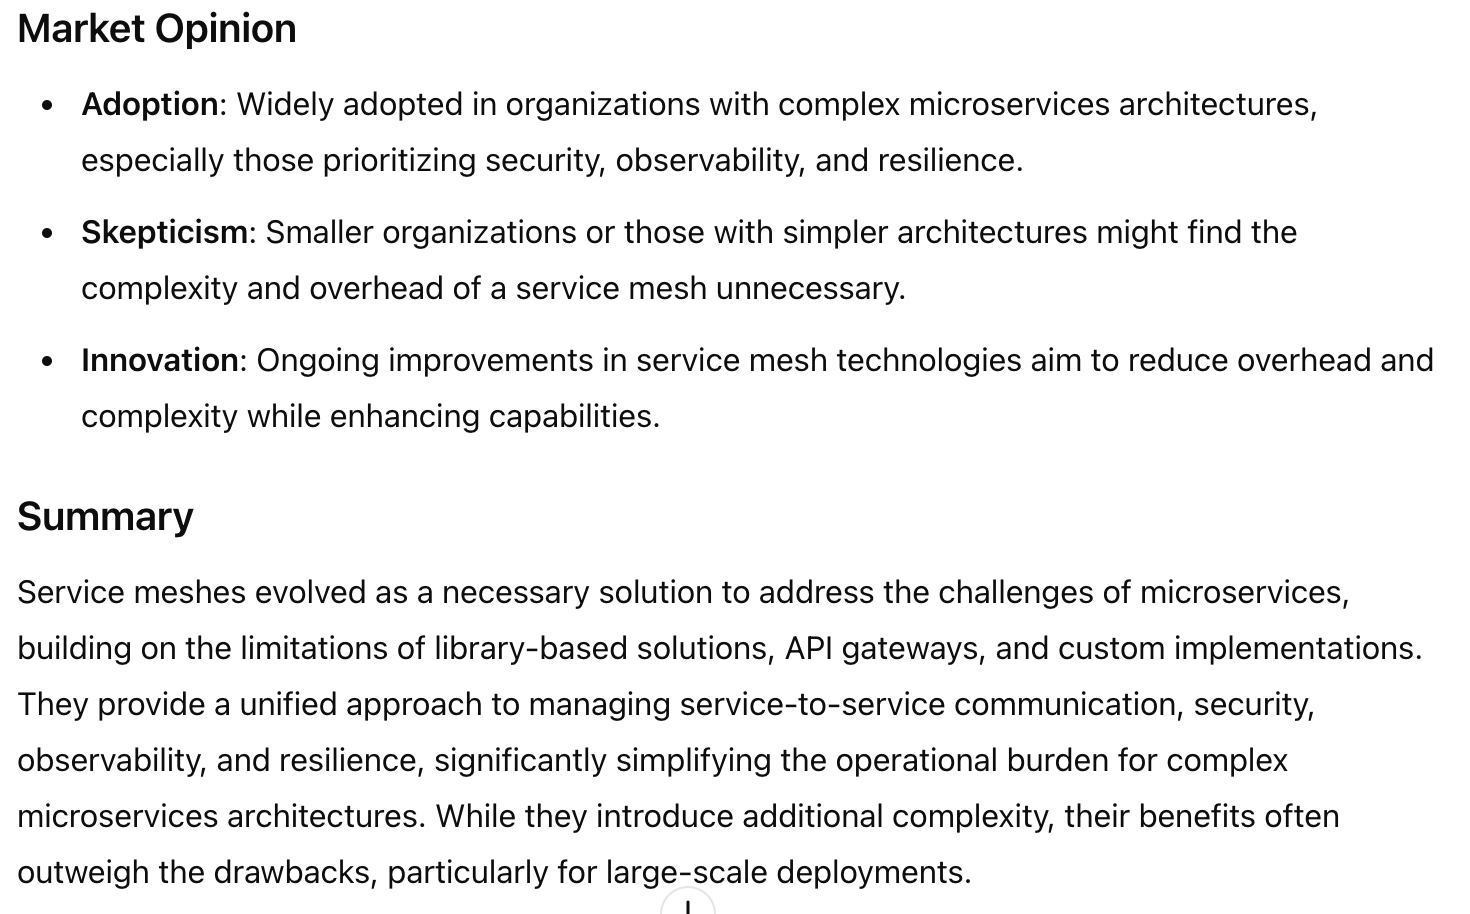 Market Opinion
• Adoption: Widely adopted in organizations with complex microservices architectures,
especially those prioritizing security, observability, and resilience.
• Skepticism: Smaller organizations or those with simpler architectures might find the
complexity and overhead of a service mesh unnecessary.
• Innovation: Ongoing improvements in service mesh technologies aim to reduce overhead and
complexity while enhancing capabilities.
Summary
Service meshes evolved as a necessary solution to address the challenges of microservices,
building on the limitations of library-based solutions, API gateways, and custom implementations.
They provide a unified approach to managing service-to-service communication, security,
observability, and resilience, significantly simplifying the operational burden for complex
microservices architectures. While they introduce additional complexity, their benefits often
outweigh the drawbacks, particularly for large-scale deployments.